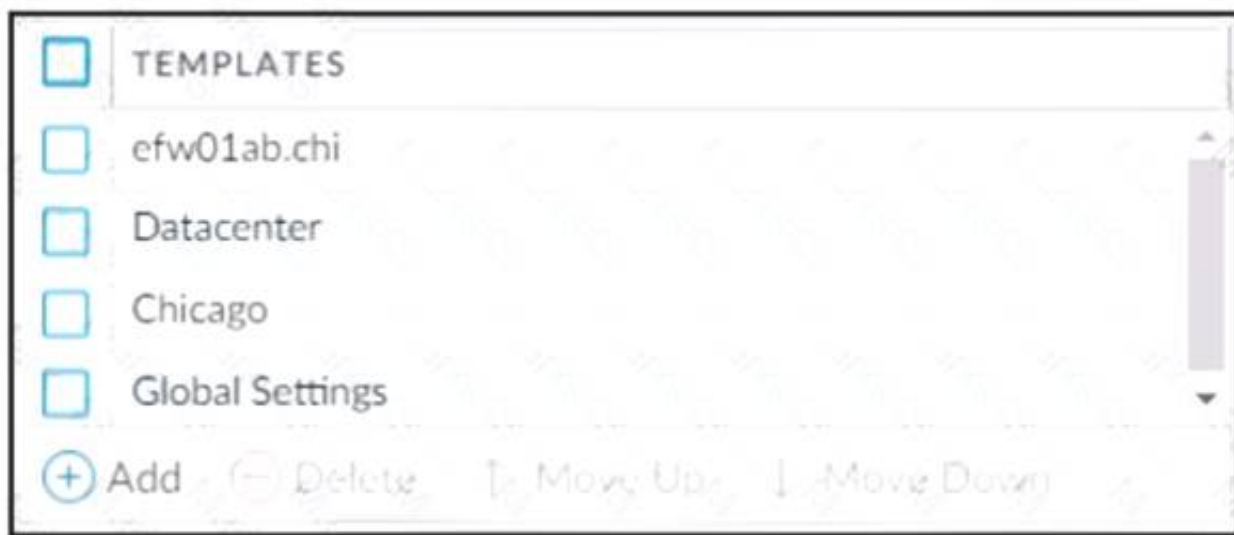 TEMPLATES
efw01ab.chi
Datacenter
Chicago
Global Settings
Add Delete ↑ Move Up ↓ Move Down